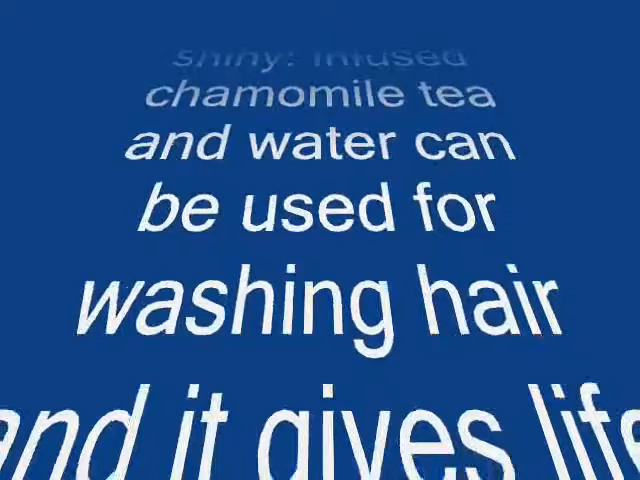 shiny: Infused
chamomile tea
and water can
be used for
washing hair
and it gives life